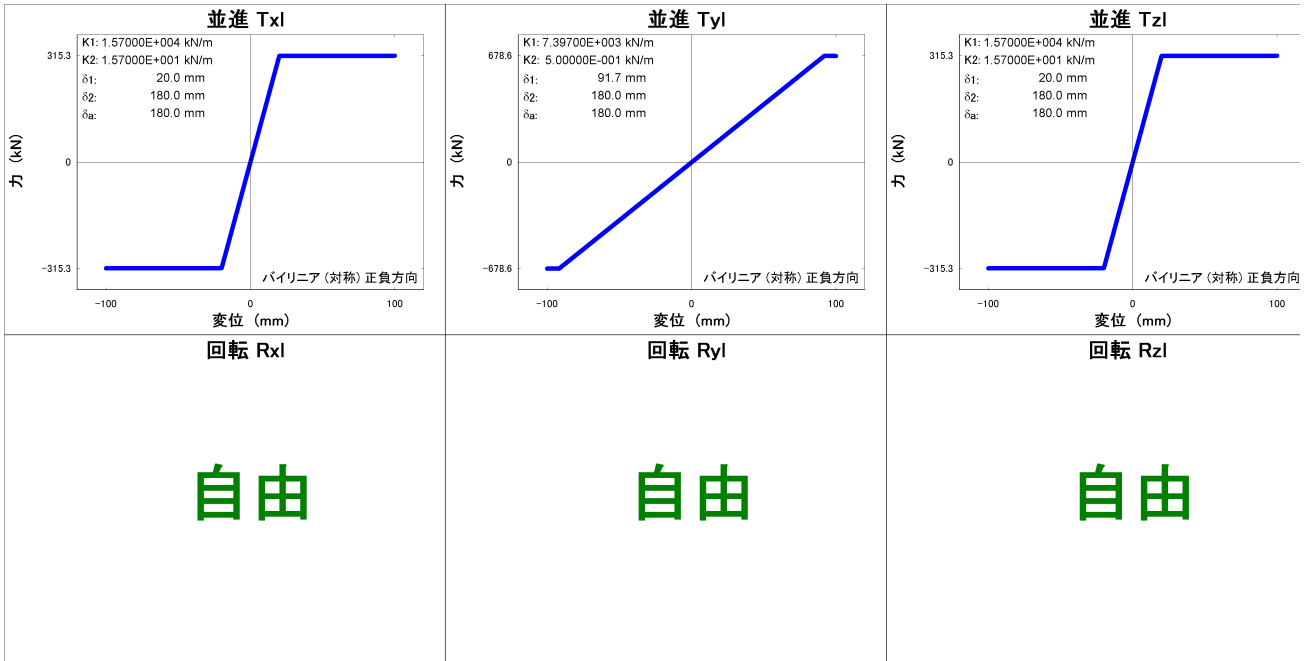 並進 Txl
K1: 1.57000E+004 kN/m
K2: 1.57000E+001 kN/m
δ1: 20.0 mm
δ2: 180.0 mm
δa: 180.0 mm
315.3
0
-315.3
力 (kN)
バイリニア (対称) 正負方向
-100 0 100
変位 (mm)
並進 Tyl
K1: 7.39700E+003 kN/m
K2: 5.00000E-001 kN/m
δ1: 91.7 mm
δ2: 180.0 mm
δa: 180.0 mm
678.6
0
-678.6
力 (kN)
バイリニア (対称) 正負方向
-100 0 100
変位 (mm)
並進 Tzl
K1: 1.57000E+004 kN/m
K2: 1.57000E+001 kN/m
δ1: 20.0 mm
δ2: 180.0 mm
δa: 180.0 mm
315.3
0
-315.3
力 (kN)
バイリニア (対称) 正負方向
-100 0 100
変位 (mm)
回転 Rxl
自由
回転 Ryl
自由
回転 Rzl
自由